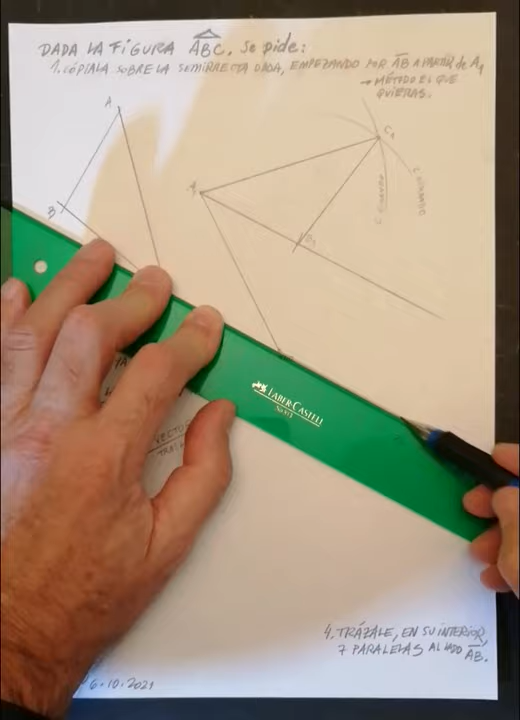 DADA LA FIGURA ABC. Se pide:
1. CÓPIALA SOBRE LA SEMIRRECTA DADA, EMPEZANDO POR AB A PARTIR de A1
→ MÉTODO EL QUE
QUIERAS.
A
C1
B
A1
B1
FABER-CASTELL
4. TRÁZALE, EN SU INTERIOR,
7 PARALELAS AL LADO AB.
6.10.2021